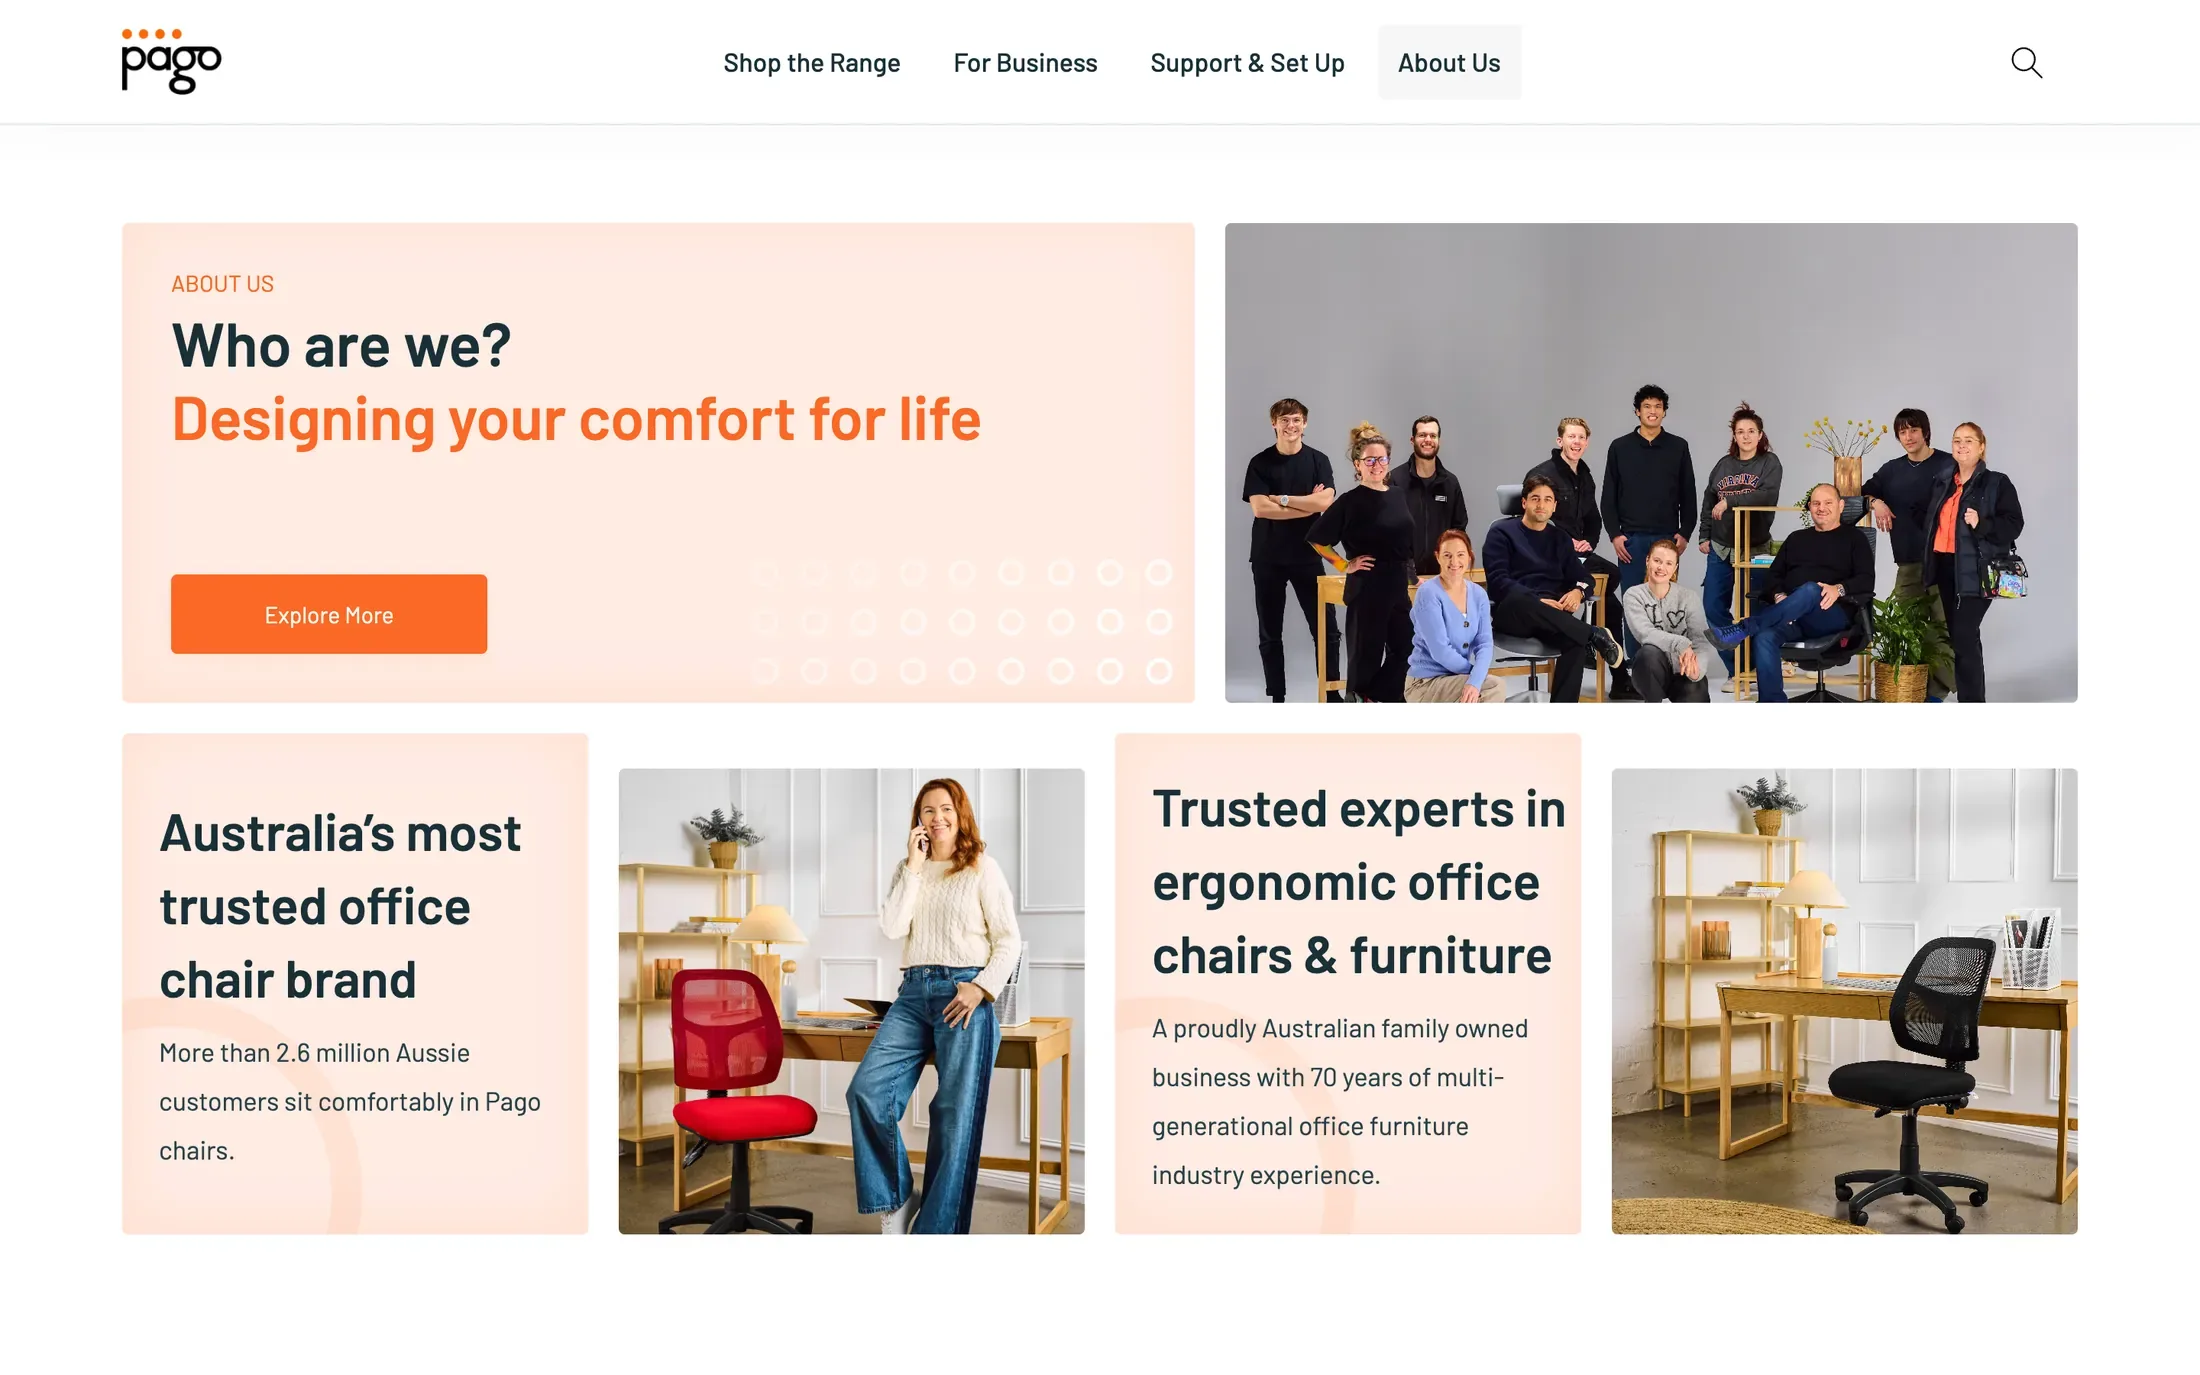 pago
Shop the Range
For Business
Support & Set Up
About Us
ABOUT US
Who are we?
Designing your comfort for life
Explore More
Australia’s most
trusted office
chair brand
More than 2.6 million Aussie
customers sit comfortably in Pago
chairs.
Trusted experts in
ergonomic office
chairs & furniture
A proudly Australian family owned
business with 70 years of multi-
generational office furniture
industry experience.
VIRGINIA